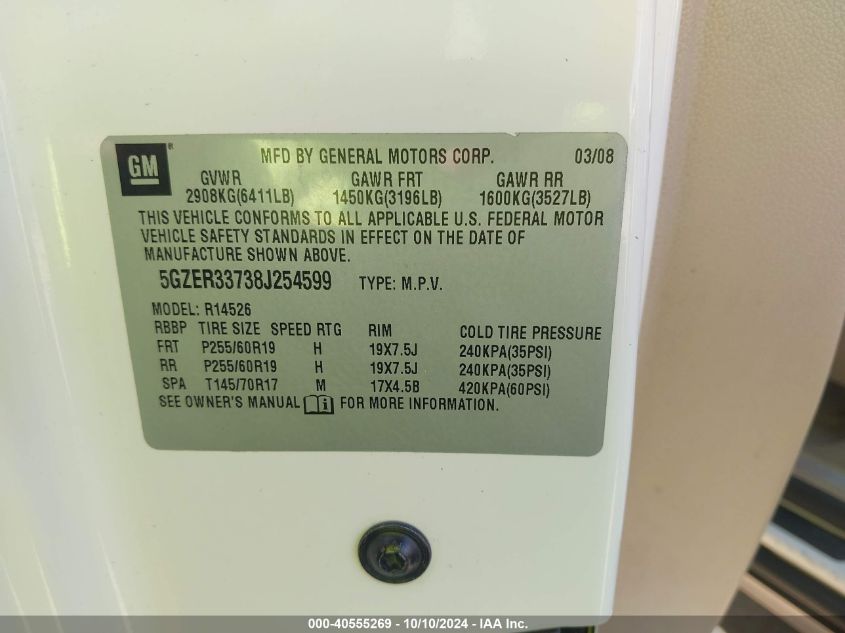 GM ® MFD BY GENERAL MOTORS CORP. 03/08
GVWR GAWR FRT GAWR RR
2908KG(6411LB) 1450KG(3196LB) 1600KG(3527LB)
THIS VEHICLE CONFORMS TO ALL APPLICABLE U.S. FEDERAL MOTOR
VEHICLE SAFETY STANDARDS IN EFFECT ON THE DATE OF
MANUFACTURE SHOWN ABOVE.
5GZER33738J254599 TYPE: M.P.V.
MODEL: R14526
RBBP TIRE SIZE SPEED RTG RIM COLD TIRE PRESSURE
FRT P255/60R19 H 19X7.5J 240KPA(35PSI)
RR P255/60R19 H 19X7.5J 240KPA(35PSI)
SPA T145/70R17 M 17X4.5B 420KPA(60PSI)
SEE OWNER'S MANUAL i FOR MORE INFORMATION.
000-40555269 - 10/10/2024 - IAA Inc.